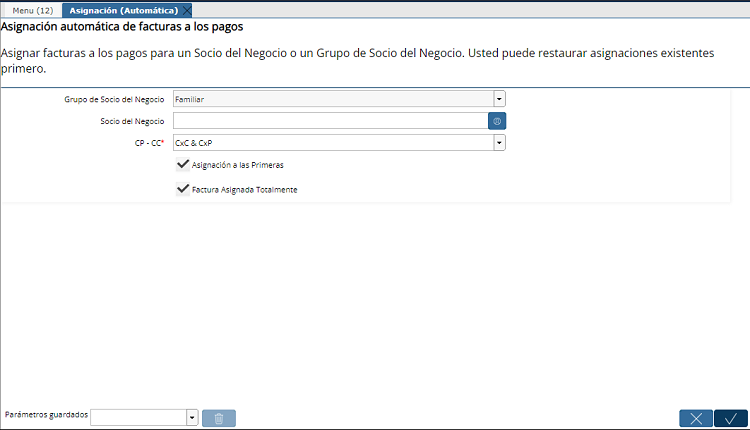 Menu (12) Asignación (Automática)
Asignación automática de facturas a los pagos
Asignar facturas a los pagos para un Socio del Negocio o un Grupo de Socio del Negocio. Usted puede restaurar asignaciones existentes
primero.
Grupo de Socio del Negocio Familiar
Socio del Negocio
CP - CC* CxC & CxP
Asignación a las Primeras
Factura Asignada Totalmente
Parámetros guardados